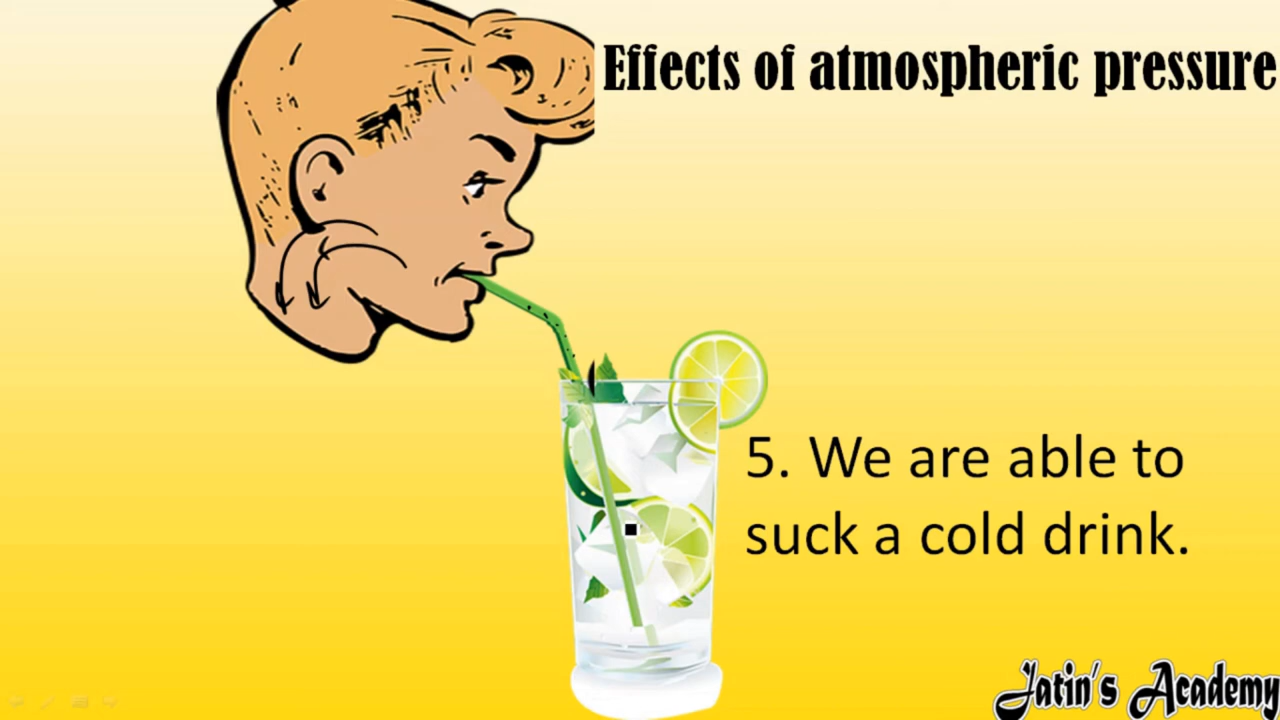 Effects of atmospheric pressure
5. We are able to
suck a cold drink.
Jatin's Academy